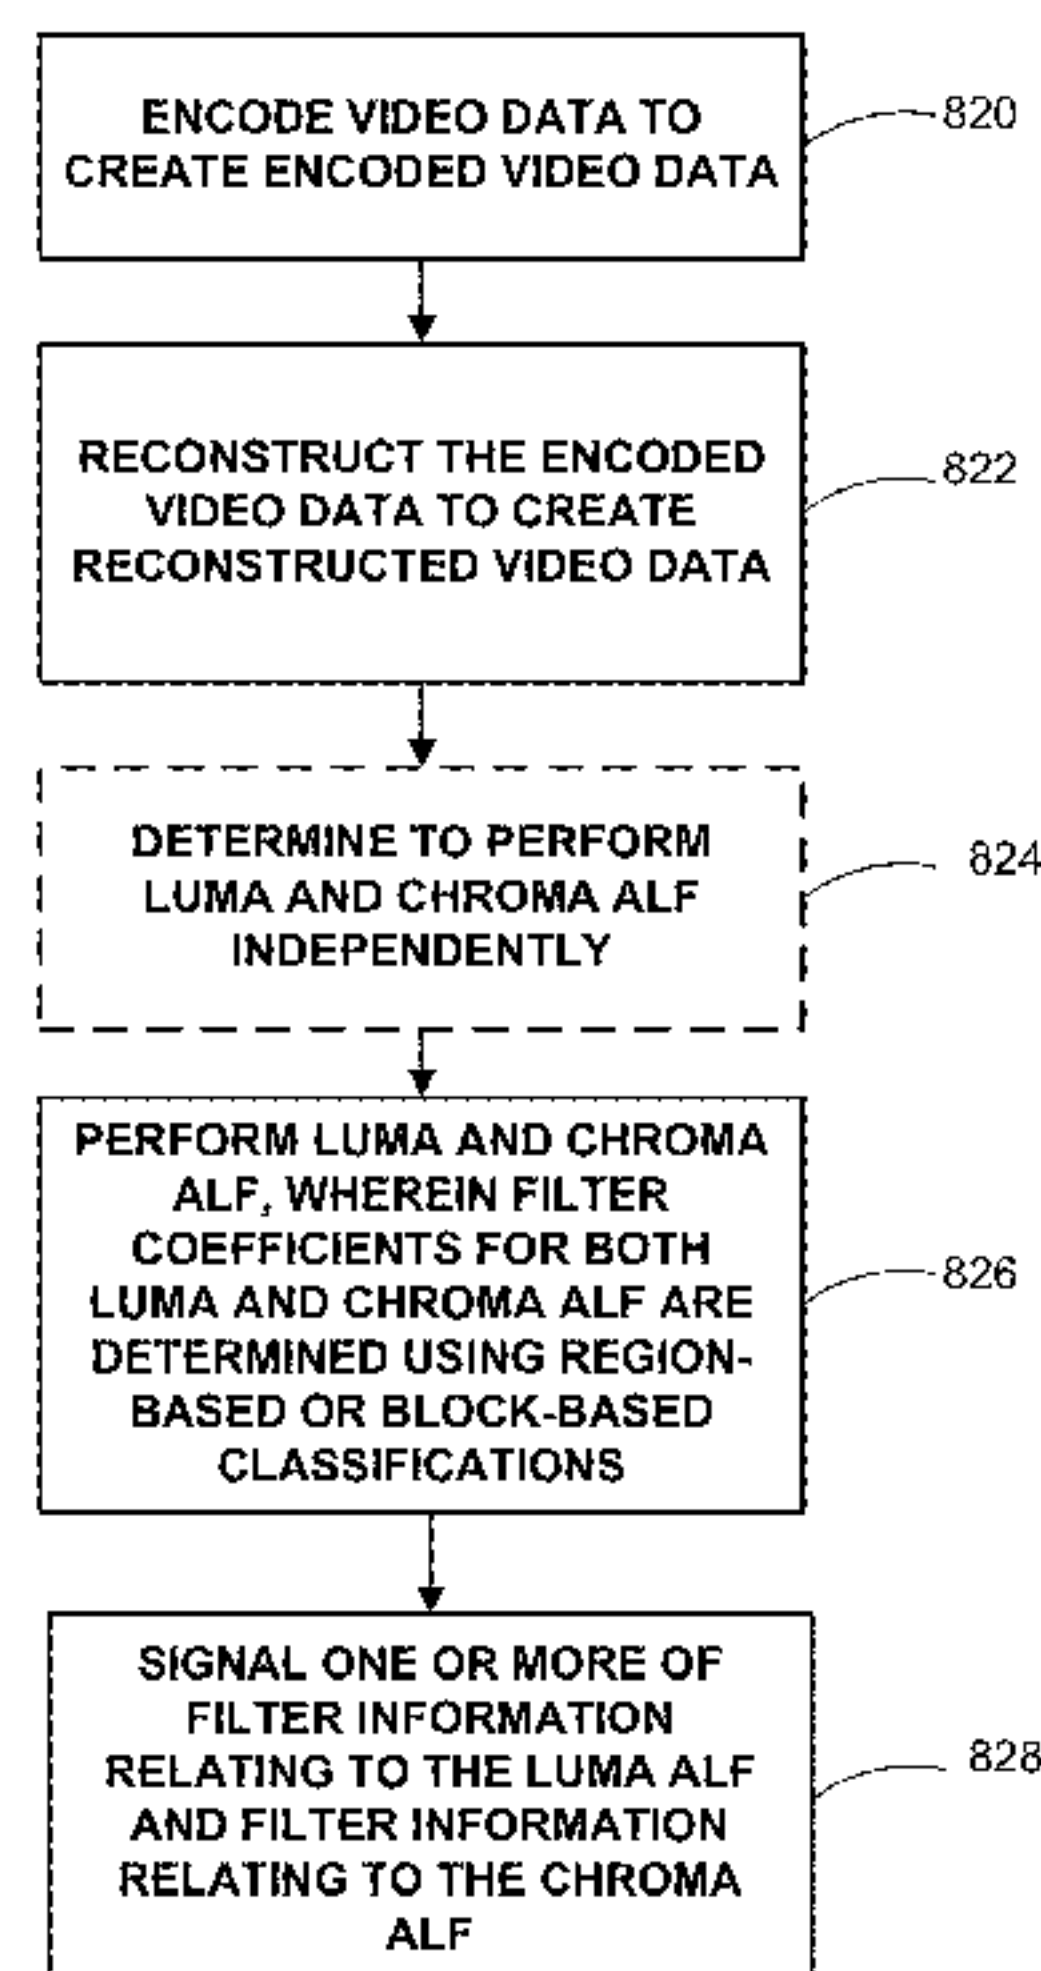 ENCODE VIDEO DATA TO
CREATE ENCODED VIDEO DATA
820
RECONSTRUCT THE ENCODED
VIDEO DATA TO CREATE
RECONSTRUCTED VIDEO DATA
822
DETERMINE TO PERFORM
LUMA AND CHROMA ALF
INDEPENDENTLY
824
PERFORM LUMA AND CHROMA
ALF, WHEREIN FILTER
COEFFICIENTS FOR BOTH
LUMA AND CHROMA ALF ARE
DETERMINED USING REGION-
BASED OR BLOCK-BASED
CLASSIFICATIONS
826
SIGNAL ONE OR MORE OF
FILTER INFORMATION
RELATING TO THE LUMA ALF
AND FILTER INFORMATION
RELATING TO THE CHROMA
ALF
828